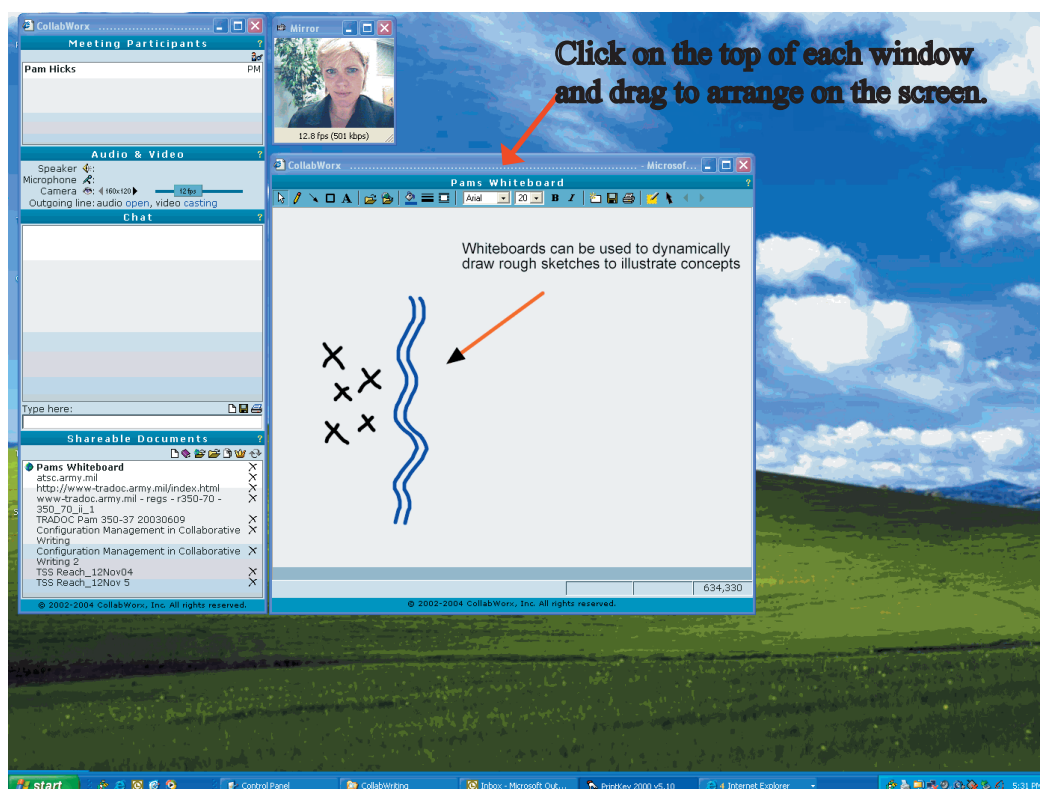 CollabWorx ................................
Meeting Participants ?
Pam Hicks PM
Audio & Video ?
Speaker
Microphone
Camera 160x120 12 fps
Outgoing line: audio open, video casting
Chat ?
Type here:
Shareable Documents ?
Pams Whiteboard
atsc.army.mil
http://www-tradoc.army.mil/index.html
www-tradoc.army.mil - regs - r350-70 -
350_70_ii_1
TRADOC Pam 350-37 20030609
Configuration Management in Collaborative
Writing
Configuration Management in Collaborative
Writing 2
TSS Reach_12Nov04
TSS Reach_12Nov 5
© 2002-2004 CollabWorx, Inc. All rights reserved.
Mirror
12.8 fps (501 kbps)
Click on the top of each window
and drag to arrange on the screen.
CollabWorx ................................ - Microsof...
Pams Whiteboard ?
A Arial 20 B I
Whiteboards can be used to dynamically
draw rough sketches to illustrate concepts
634,330
© 2002-2004 CollabWorx, Inc. All rights reserved.
start Control Panel CollabWriting Inbox - Microsoft Out... PrintKey 2000 v5.10 4 Internet Explorer 5:31 PM